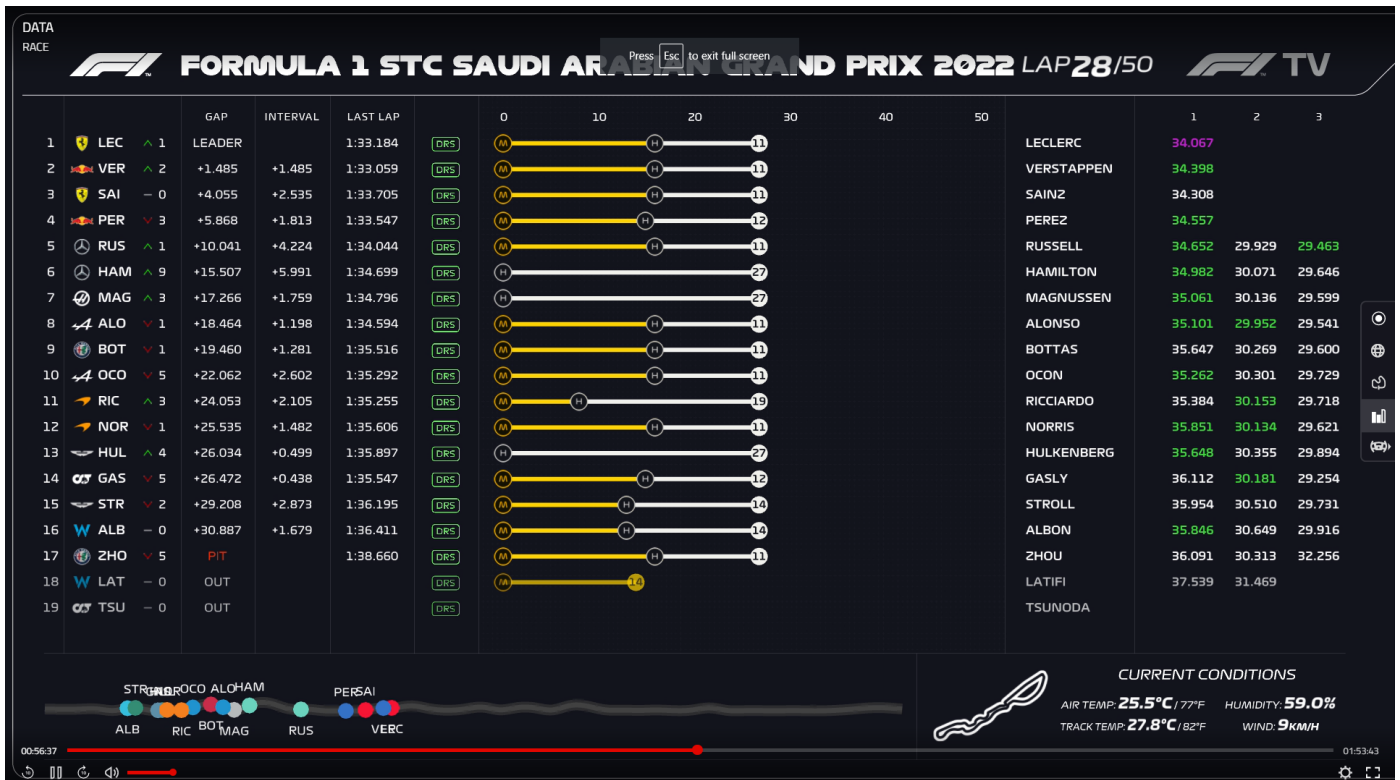 DATA
RACE
FORMULA 1 STC SAUDI ARABIAN GRAND PRIX 2022 LAP28/50 F1 TV
Press Esc to exit full screen
GAP INTERVAL LAST LAP 0 10 20 30 40 50 1 2 3
1 LEC 1 LEADER 1:33.184 DRS M H 11 LECLERC 34.067
2 VER 2 +1.485 +1.485 1:33.059 DRS M H 11 VERSTAPPEN 34.398
3 SAI – 0 +4.055 +2.535 1:33.705 DRS M H 11 SAINZ 34.308
4 PER 3 +5.868 +1.813 1:33.547 DRS M H 12 PEREZ 34.557
5 RUS 1 +10.041 +4.224 1:34.044 DRS M H 11 RUSSELL 34.652 29.929 29.463
6 HAM 9 +15.507 +5.991 1:34.699 DRS H 27 HAMILTON 34.982 30.071 29.646
7 MAG 3 +17.266 +1.759 1:34.796 DRS H 27 MAGNUSSEN 35.061 30.136 29.599
8 ALO 1 +18.464 +1.198 1:34.594 DRS M H 11 ALONSO 35.101 29.952 29.541
9 BOT 1 +19.460 +1.281 1:35.516 DRS M H 11 BOTTAS 35.647 30.269 29.600
10 OCO 5 +22.062 +2.602 1:35.292 DRS M H 11 OCON 35.262 30.301 29.729
11 RIC 3 +24.053 +2.105 1:35.255 DRS M H 19 RICCIARDO 35.384 30.153 29.718
12 NOR 1 +25.535 +1.482 1:35.606 DRS M H 11 NORRIS 35.851 30.134 29.621
13 HUL 4 +26.034 +0.499 1:35.897 DRS H 27 HULKENBERG 35.648 30.355 29.894
14 GAS 5 +26.472 +0.438 1:35.547 DRS M H 12 GASLY 36.112 30.181 29.254
15 STR 2 +29.208 +2.873 1:36.195 DRS M H 14 STROLL 35.954 30.510 29.731
16 ALB – 0 +30.887 +1.679 1:36.411 DRS M H 14 ALBON 35.846 30.649 29.916
17 ZHO 5 PIT 1:38.660 DRS M H 11 ZHOU 36.091 30.313 32.256
18 LAT – 0 OUT DRS M 14 LATIFI 37.539 31.469
19 TSU – 0 OUT DRS TSUNODA
STR OCO ALO HAM PER SAI
ALB RIC BOT MAG RUS VER
CURRENT CONDITIONS
AIR TEMP: 25.5°C / 77°F HUMIDITY: 59.0%
TRACK TEMP: 27.8°C / 82°F WIND: 9KM/H
00:56:37 01:53:43